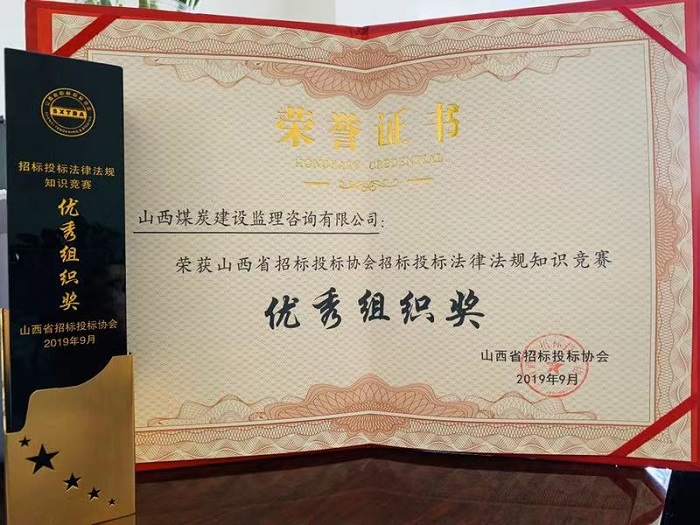 SXTBA
招标投标法律法规
知识竞赛
优秀组织奖
山西省招标投标协会
2019年9月
荣誉证书
HONORARY CREDENTIAL
山西煤炭建设监理咨询有限公司：
荣获山西省招标投标协会招标投标法律法规知识竞赛
优秀组织奖
山西省招标投标协会
2019年9月